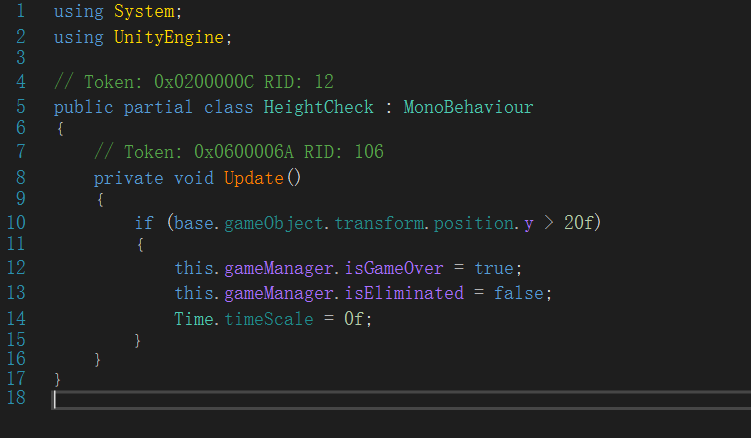 1 using System;
2 using UnityEngine;
3
4 // Token: 0x0200000C RID: 12
5 public partial class HeightCheck : MonoBehaviour
6 {
7     // Token: 0x0600006A RID: 106
8     private void Update()
9     {
10         if (base.gameObject.transform.position.y > 20f)
11         {
12             this.gameManager.isGameOver = true;
13             this.gameManager.isEliminated = false;
14             Time.timeScale = 0f;
15         }
16     }
17 }
18